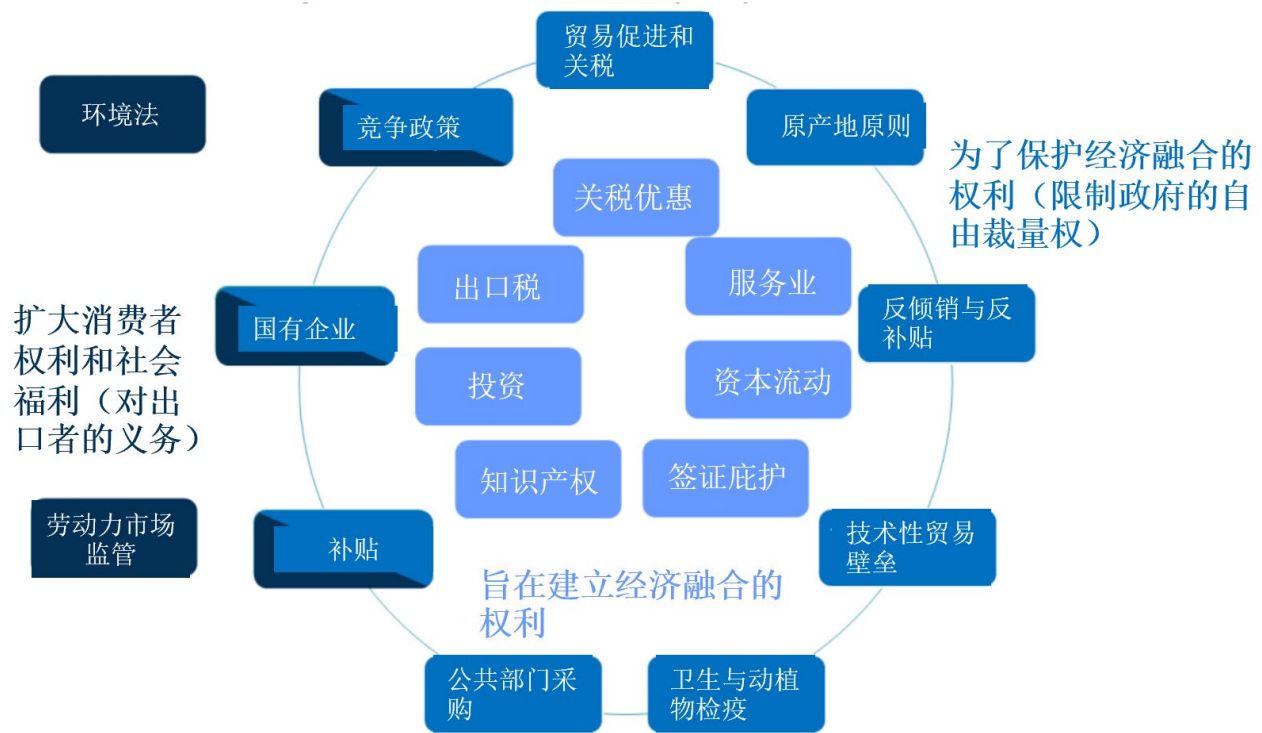 贸易促进和
关税
环境法
竞争政策
原产地原则
为了保护经济融合的
权利（限制政府的自
由裁量权）
关税优惠
出口税
服务业
扩大消费者
权利和社会
福利（对出
口者的义务）
国有企业
反倾销与反
补贴
投资
资本流动
知识产权
签证庇护
劳动力市场
监管
补贴
技术性贸易
壁垒
旨在建立经济融合的
权利
公共部门采
购
卫生与动植
物检疫